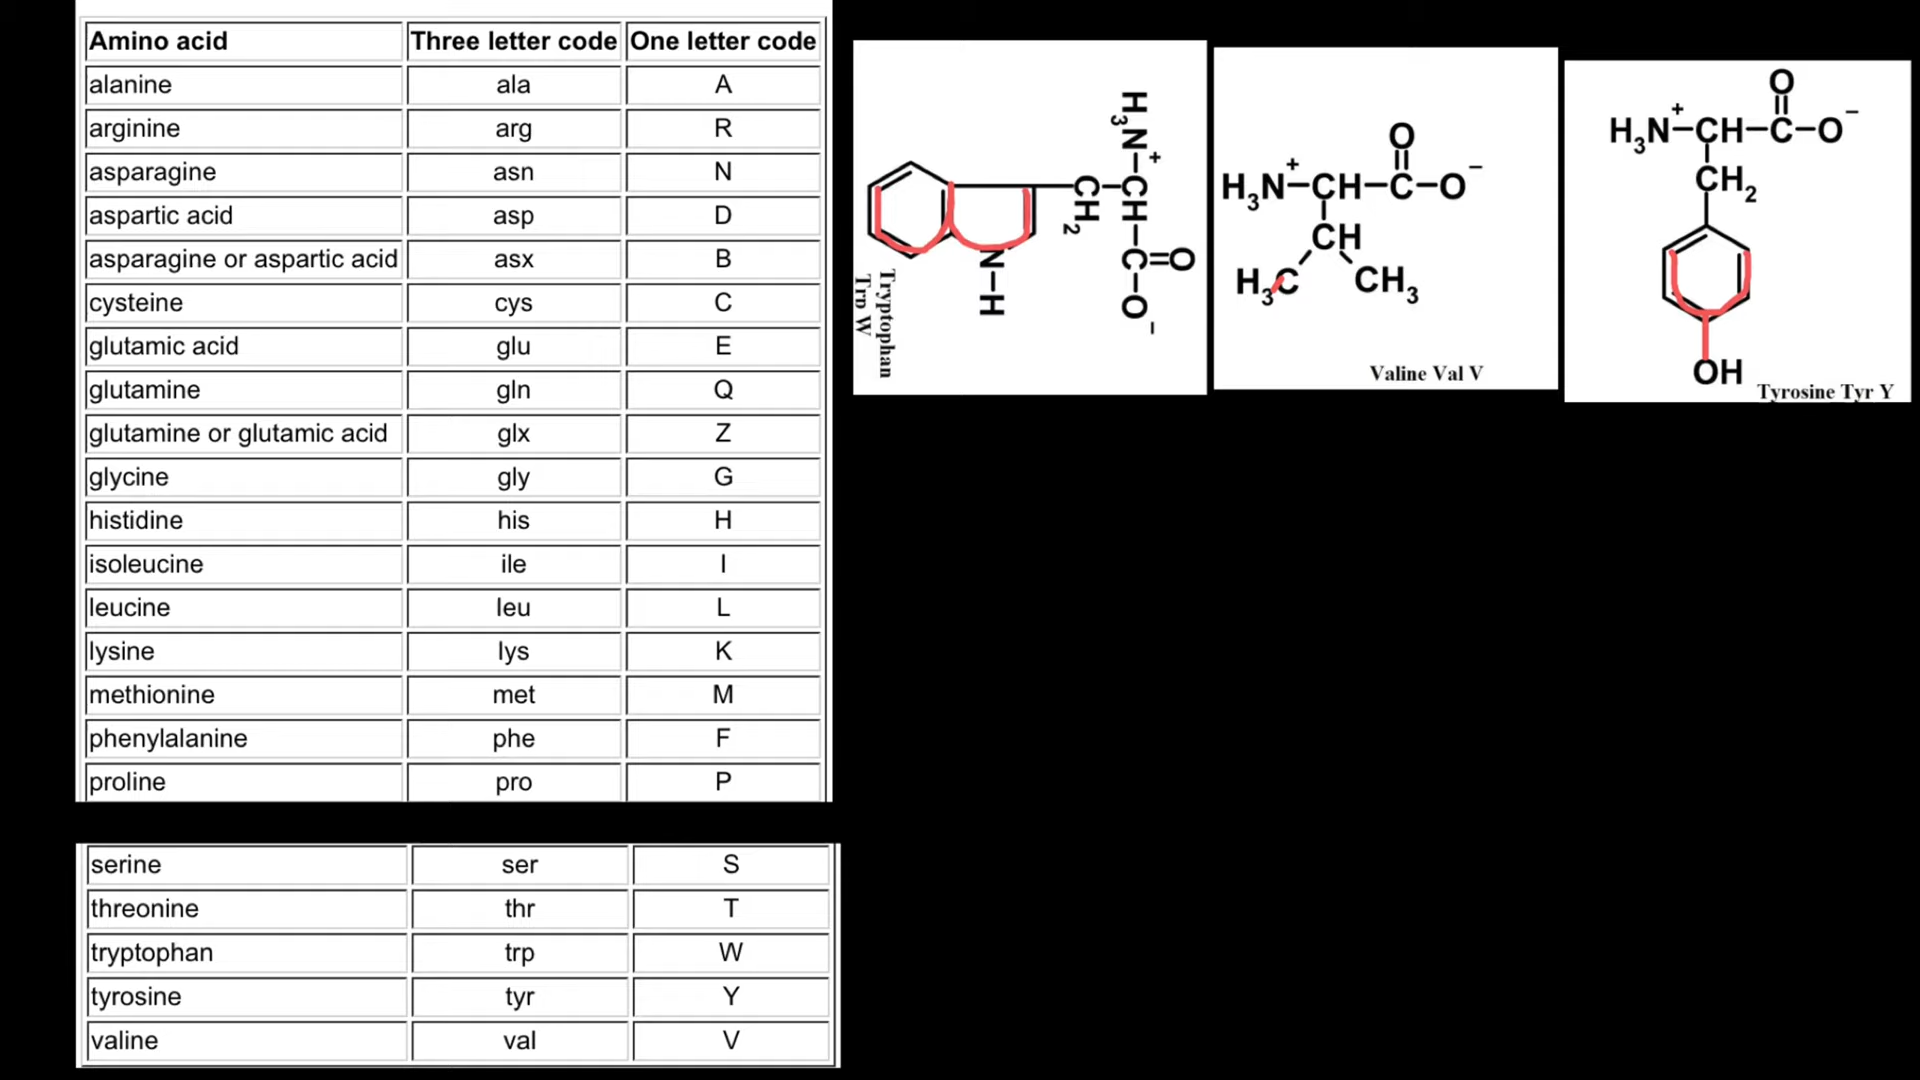 Amino acid Three letter code One letter code
alanine ala A
arginine arg R
asparagine asn N
aspartic acid asp D
asparagine or aspartic acid asx B
cysteine cys C
glutamic acid glu E
glutamine gln Q
glutamine or glutamic acid glx Z
glycine gly G
histidine his H
isoleucine ile I
leucine leu L
lysine lys K
methionine met M
phenylalanine phe F
proline pro P
serine ser S
threonine thr T
tryptophan trp W
tyrosine tyr Y
valine val V
H₃N⁺–CH–C=O
CH₂
O⁻
N–H
Tryptophan
Trp W
O
H₃N⁺–CH–C–O⁻
CH
H₃C CH₃
Valine Val V
O
H₃N⁺–CH–C–O⁻
CH₂
OH
Tyrosine Tyr Y